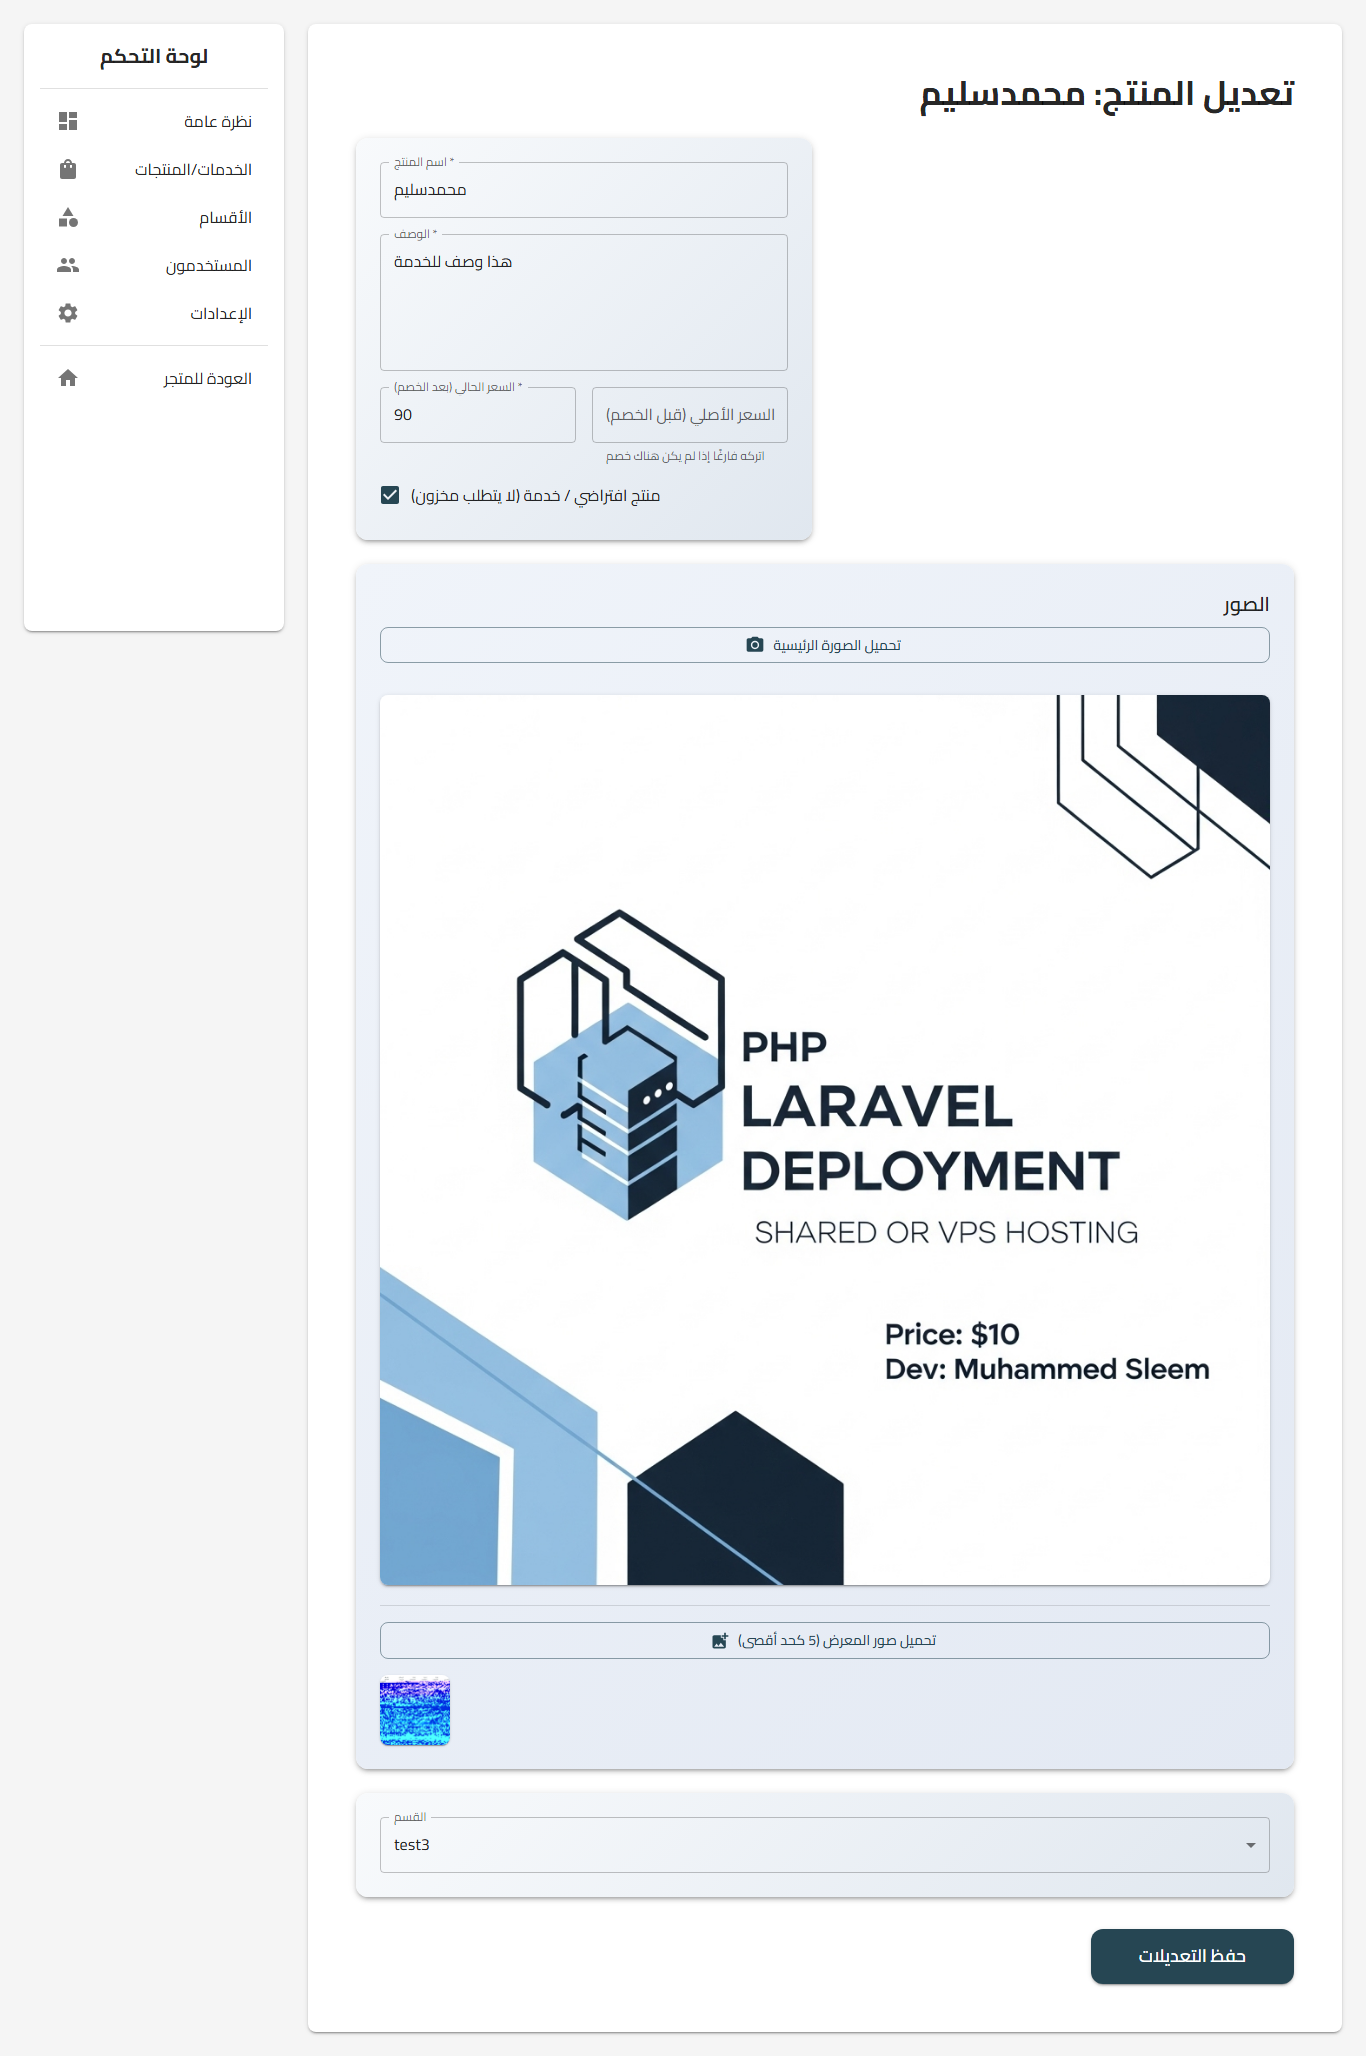 لوحة التحكم
نظرة عامة
الخدمات/المنتجات
الأقسام
المستخدمون
الإعدادات
العودة للمتجر
تعديل المنتج: محمدسليم
اسم المنتج *
محمدسليم
الوصف *
هذا وصف للخدمة
السعر الحالي (بعد الخصم) *
90
السعر الأصلي (قبل الخصم)
اتركه فارغًا إذا لم يكن هناك خصم
منتج افتراضي / خدمة (لا يتطلب مخزون)
الصور
تحميل الصورة الرئيسية
PHP
LARAVEL
DEPLOYMENT
SHARED OR VPS HOSTING
Price: $10
Dev: Muhammed Sleem
تحميل صور المعرض (5 كحد أقصى)
القسم
test3
حفظ التعديلات